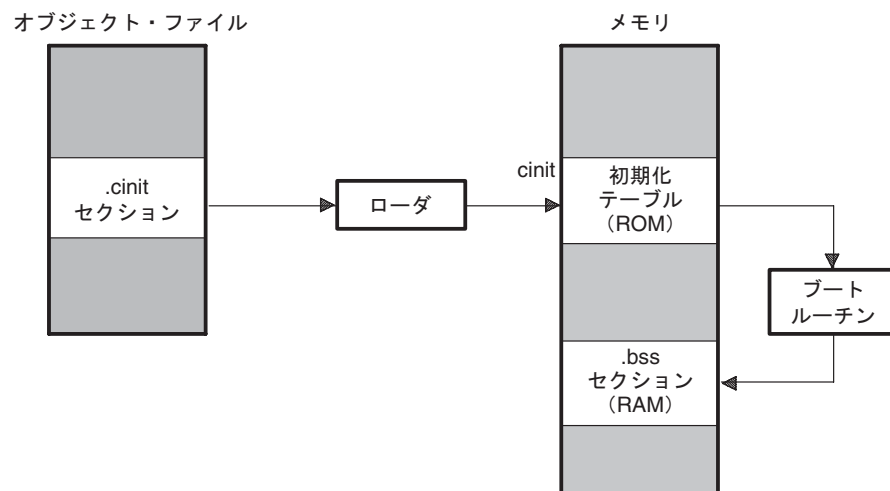 オブジェクト・ファイル
メモリ
.cinit
セクション
ローダ
cinit
初期化
テーブル
（ROM）
ブート
ルーチン
.bss
セクション
（RAM）